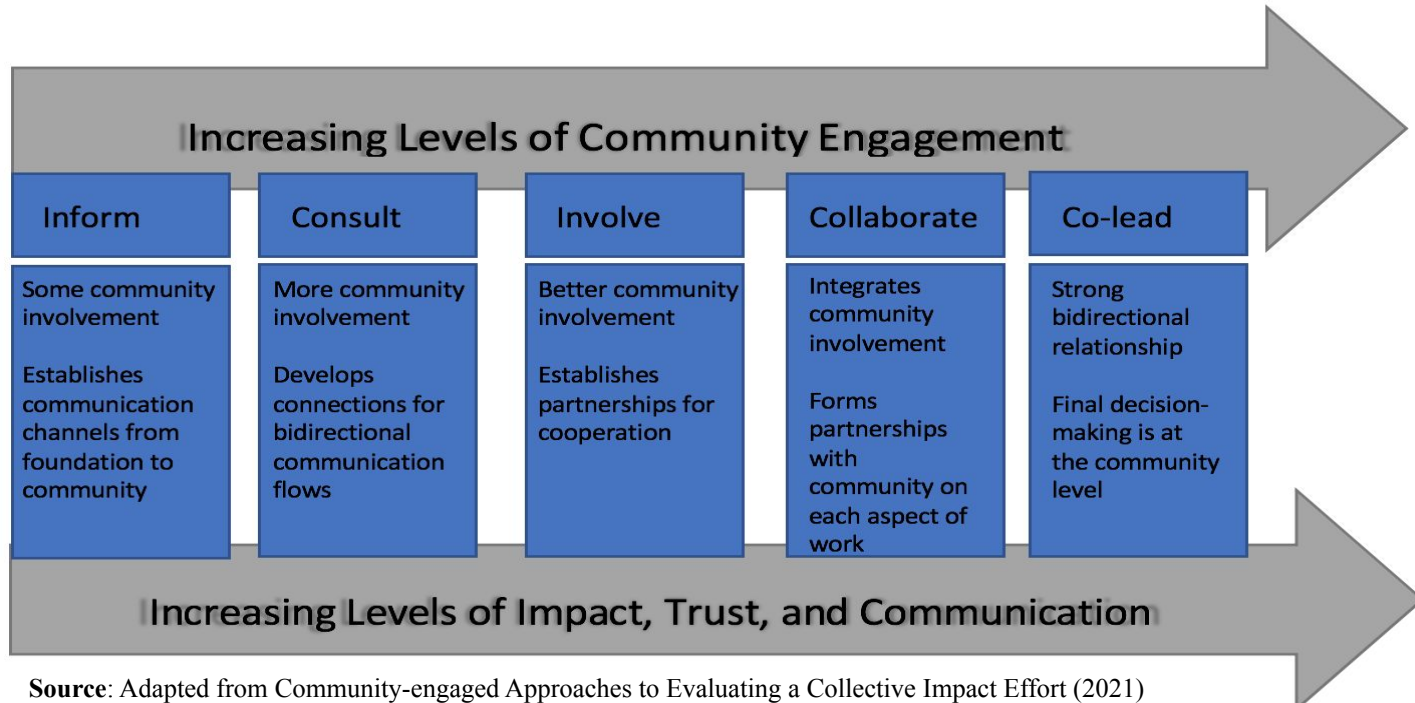 Increasing Levels of Community Engagement
Inform
Some community
involvement
Establishes
communication
channels from
foundation to
community
Consult
More community
involvement
Develops
connections for
bidirectional
communication
flows
Involve
Better community
involvement
Establishes
partnerships for
cooperation
Collaborate
Integrates
community
involvement
Forms
partnerships
with
community on
each aspect of
work
Co-lead
Strong
bidirectional
relationship
Final decision-
making is at
the community
level
Increasing Levels of Impact, Trust, and Communication
Source: Adapted from Community-engaged Approaches to Evaluating a Collective Impact Effort (2021)